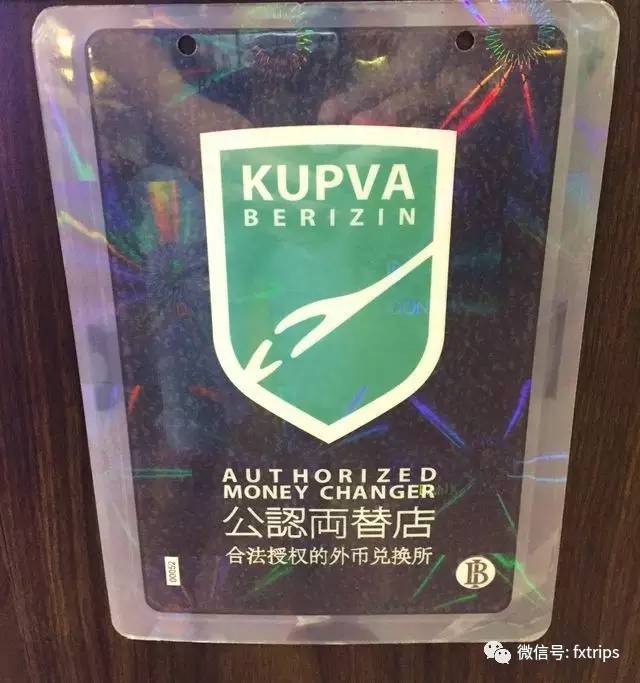 KUPVA
BERIZIN
AUTHORIZED
MONEY CHANGER
公認両替店
合法授权的外币兑换所
00052
微信号: fxtrips